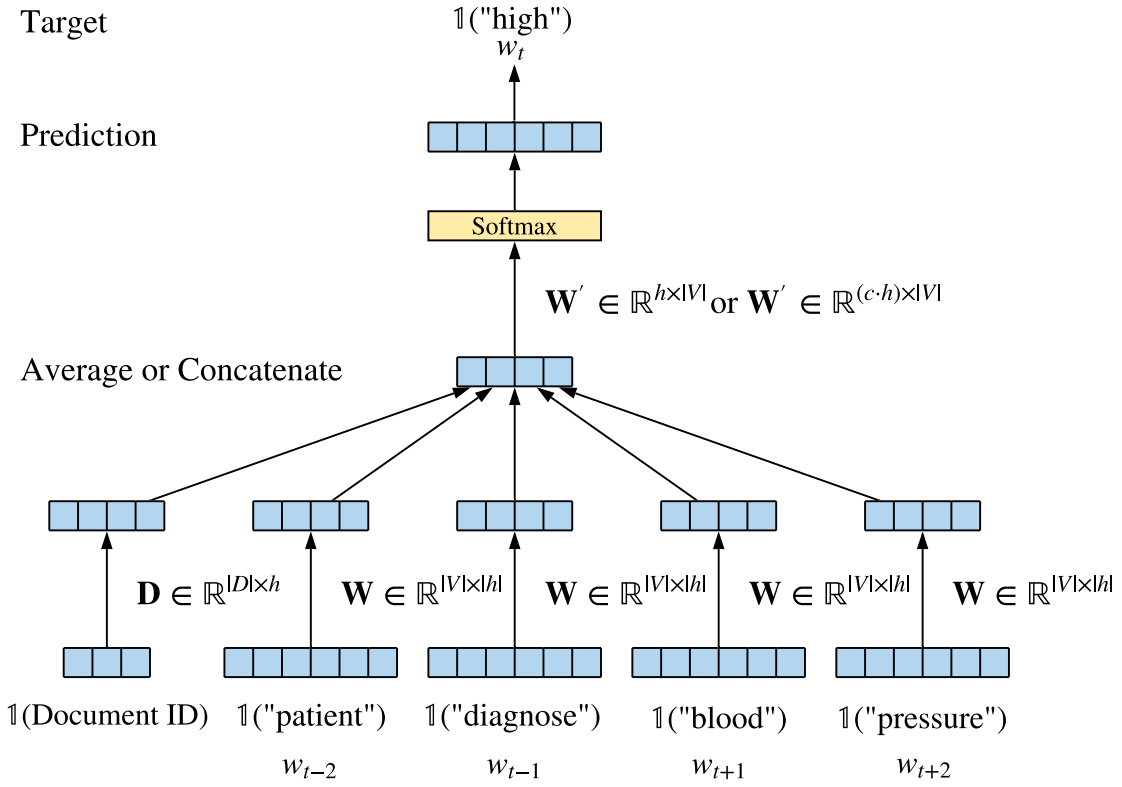 Target
𝟙("high")
wₜ
Prediction
Softmax
W′ ∈ ℝ^{h×|V|} or W′ ∈ ℝ^{(c·h)×|V|}
Average or Concatenate
D ∈ ℝ^{|D|×h} W ∈ ℝ^{|V|×|h|} W ∈ ℝ^{|V|×|h|} W ∈ ℝ^{|V|×|h|} W ∈ ℝ^{|V|×|h|}
𝟙(Document ID) 𝟙("patient") 𝟙("diagnose") 𝟙("blood") 𝟙("pressure")
w_{t−2} w_{t−1} w_{t+1} w_{t+2}